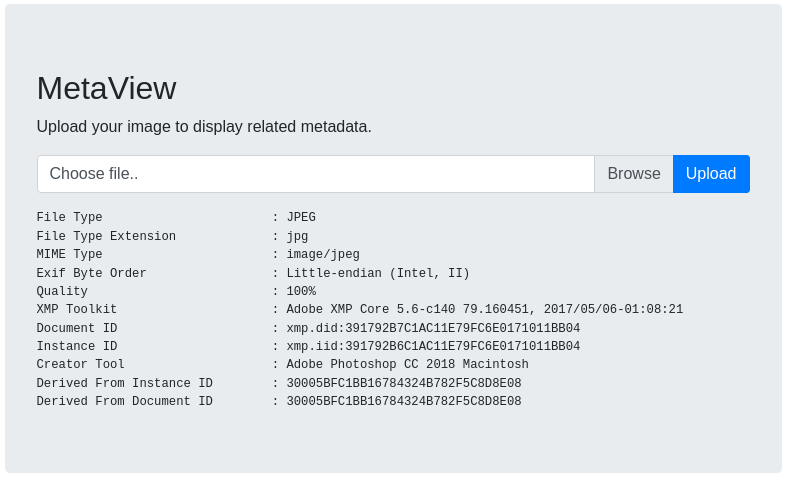 MetaView
Upload your image to display related metadata.
Choose file.. Browse Upload
File Type : JPEG
File Type Extension : jpg
MIME Type : image/jpeg
Exif Byte Order : Little-endian (Intel, II)
Quality : 100%
XMP Toolkit : Adobe XMP Core 5.6-c140 79.160451, 2017/05/06-01:08:21
Document ID : xmp.did:391792B7C1AC11E79FC6E0171011BB04
Instance ID : xmp.iid:391792B6C1AC11E79FC6E0171011BB04
Creator Tool : Adobe Photoshop CC 2018 Macintosh
Derived From Instance ID : 30005BFC1BB16784324B782F5C8D8E08
Derived From Document ID : 30005BFC1BB16784324B782F5C8D8E08